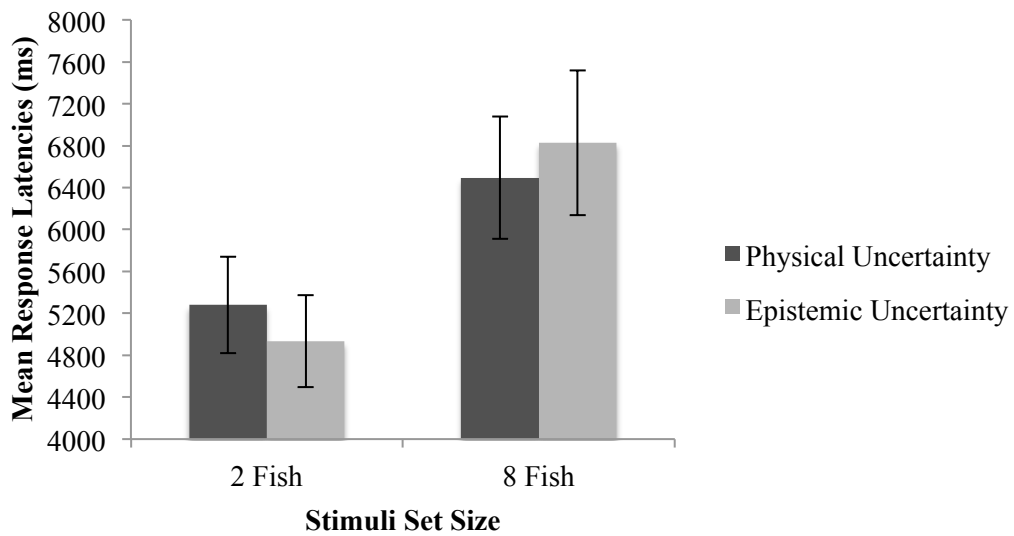 8000
7600
7200
6800
6400
6000
5600
5200
4800
4400
4000
Mean Response Latencies (ms)
2 Fish
8 Fish
Stimuli Set Size
Physical Uncertainty
Epistemic Uncertainty